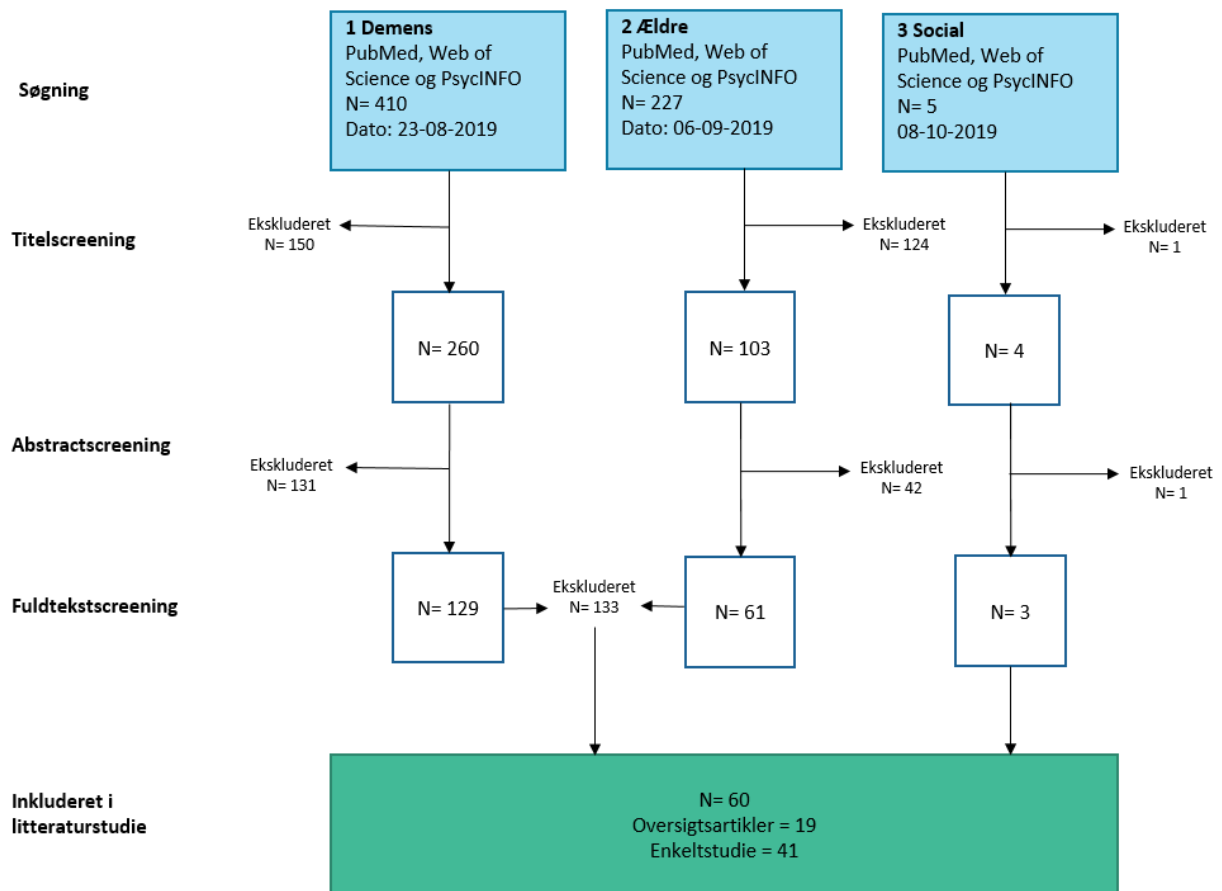 1 Demens
PubMed, Web of
Science og PsycINFO
N= 410
Dato: 23-08-2019
2 Ældre
PubMed, Web of
Science og PsycINFO
N= 227
Dato: 06-09-2019
3 Social
PubMed, Web of
Science og PsycINFO
N= 5
08-10-2019
Søgning
Titelscreening
Ekskluderet
N= 150
Ekskluderet
N= 124
Ekskluderet
N= 1
N= 260
N= 103
N= 4
Abstractscreening
Ekskluderet
N= 131
Ekskluderet
N= 42
Ekskluderet
N= 1
Fuldtekstscreening
N= 129
Ekskluderet
N= 133
N= 61
N= 3
Inkluderet i
litteraturstudie
N= 60
Oversigtsartikler = 19
Enkeltstudie = 41